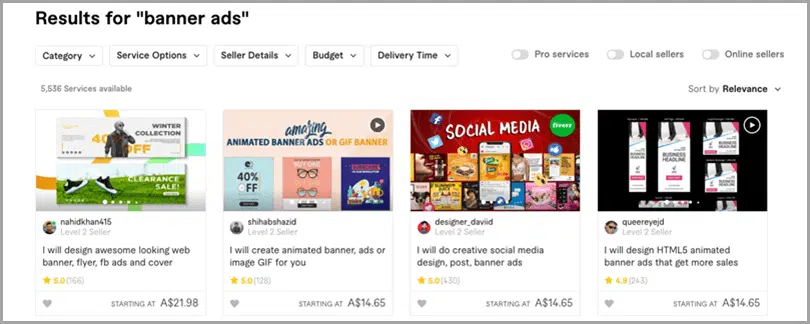 Results for "banner ads"
Category
Service Options
Seller Details
Budget
Delivery Time
Pro services
Local sellers
Online sellers
5,536 Services available
Sort by Relevance
WINTER
COLLECTION
40
OFF
CLEARANCE
SALE!
nahidkhan415
Level 2 Seller
I will design awesome looking web
banner, flyer, fb ads and cover
5.0 (166)
STARTING AT A$21.98
amazing
ANIMATED BANNER ADS
OR GIF BANNER
40%
OFF
shihabshazid
Level 2 Seller
I will create animated banner, ads or
image GIF for you
5.0 (128)
STARTING AT A$14.65
SOCIAL MEDIA
fiverr
designer_daviid
Level 2 Seller
I will do creative social media
design, post, banner ads
5.0 (430)
STARTING AT A$14.65
BUSINESS
HEADLINE
BUSINESS
HEADLINE
queereyejd
Level 2 Seller
I will design HTML5 animated
banner ads that get more sales
4.9 (243)
STARTING AT A$14.65